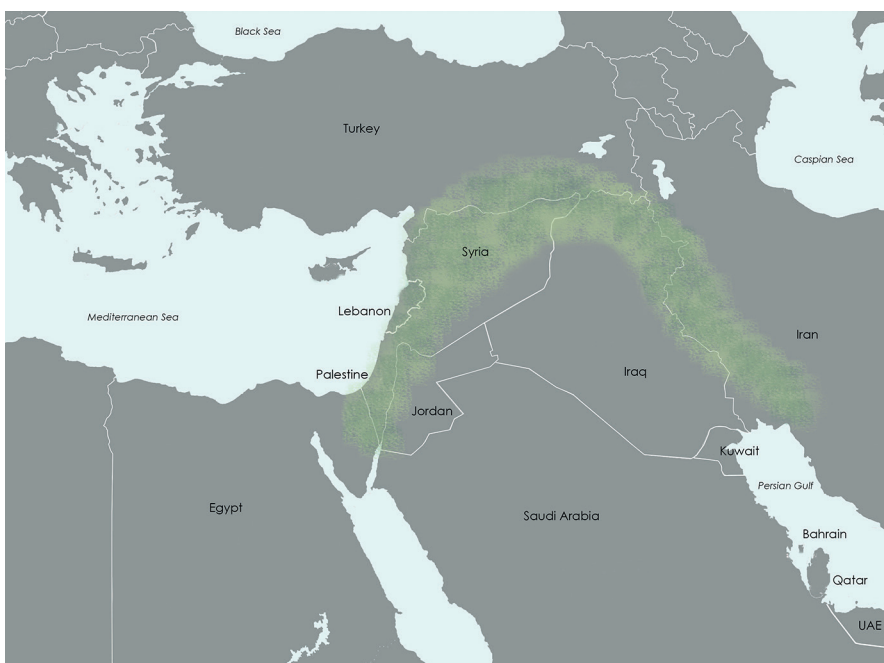 Black Sea
Turkey
Caspian Sea
Syria
Lebanon
Mediterranean Sea
Iran
Palestine
Iraq
Jordan
Kuwait
Persian Gulf
Egypt
Saudi Arabia
Bahrain
Qatar
UAE